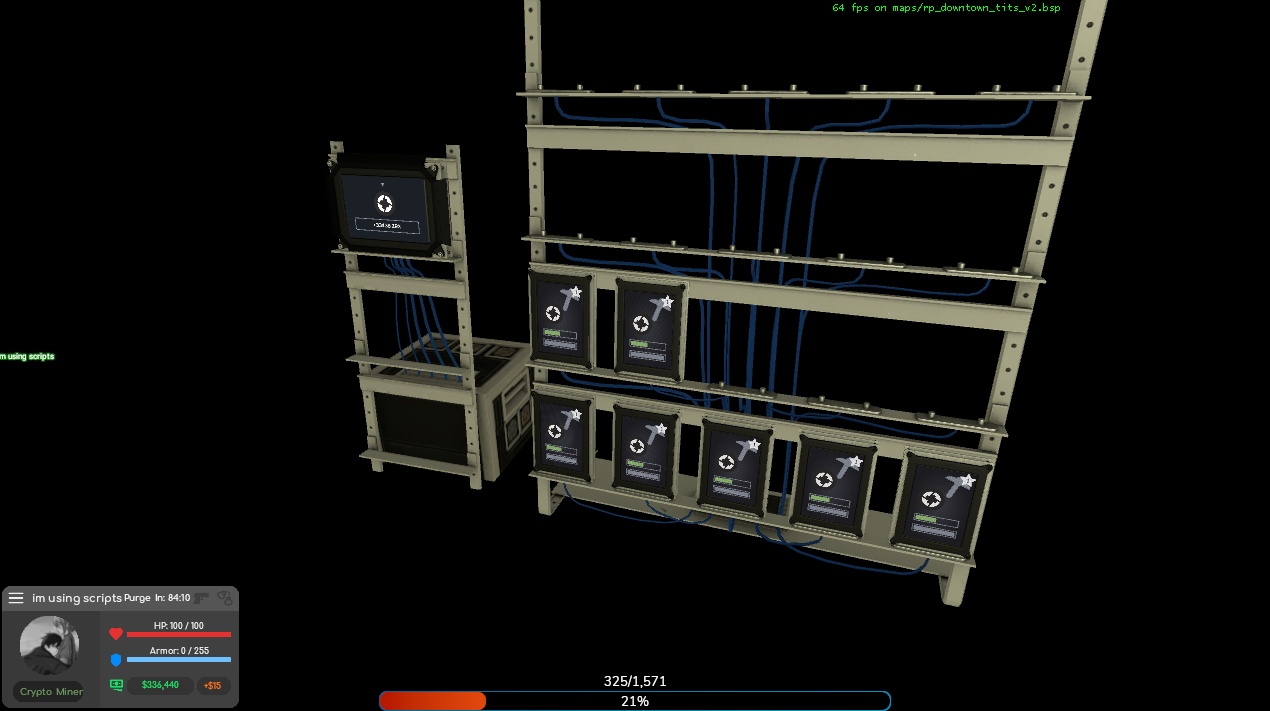 64 fps on maps/rp_downtown_tits_v2.bsp
m using scripts
im using scripts Purge In: 84:10
HP: 100 / 100
Armor: 0 / 255
Crypto Miner
$336,440
+$15
325/1,571
21%